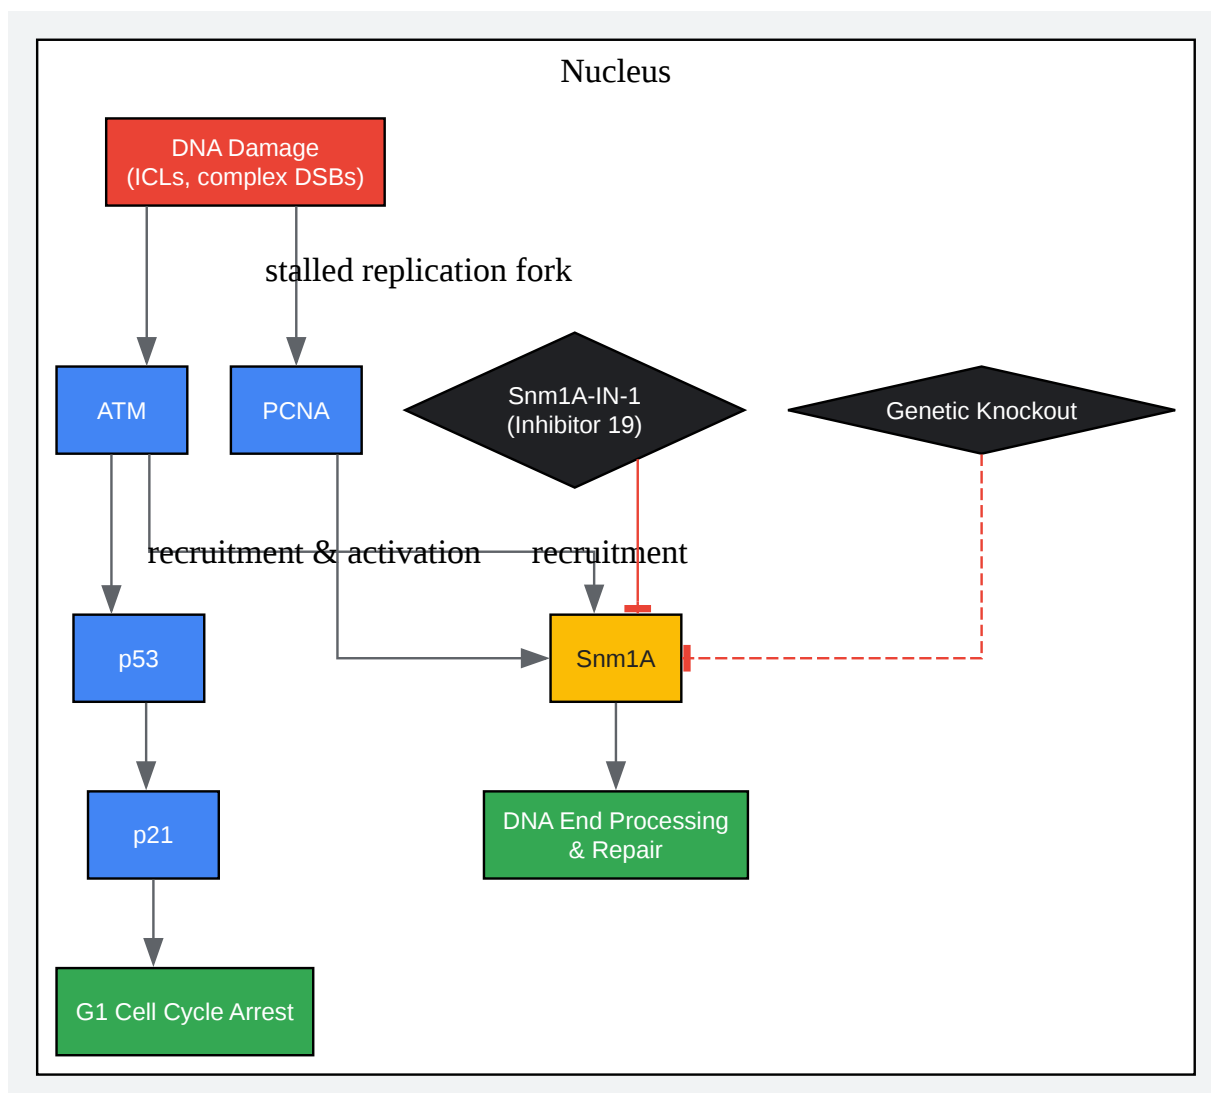 Nucleus
DNA Damage
(ICLs, complex DSBs)
stalled replication fork
ATM
PCNA
Snm1A-IN-1
(Inhibitor 19)
Genetic Knockout
recruitment & activation
recruitment
p53
Snm1A
p21
DNA End Processing
& Repair
G1 Cell Cycle Arrest